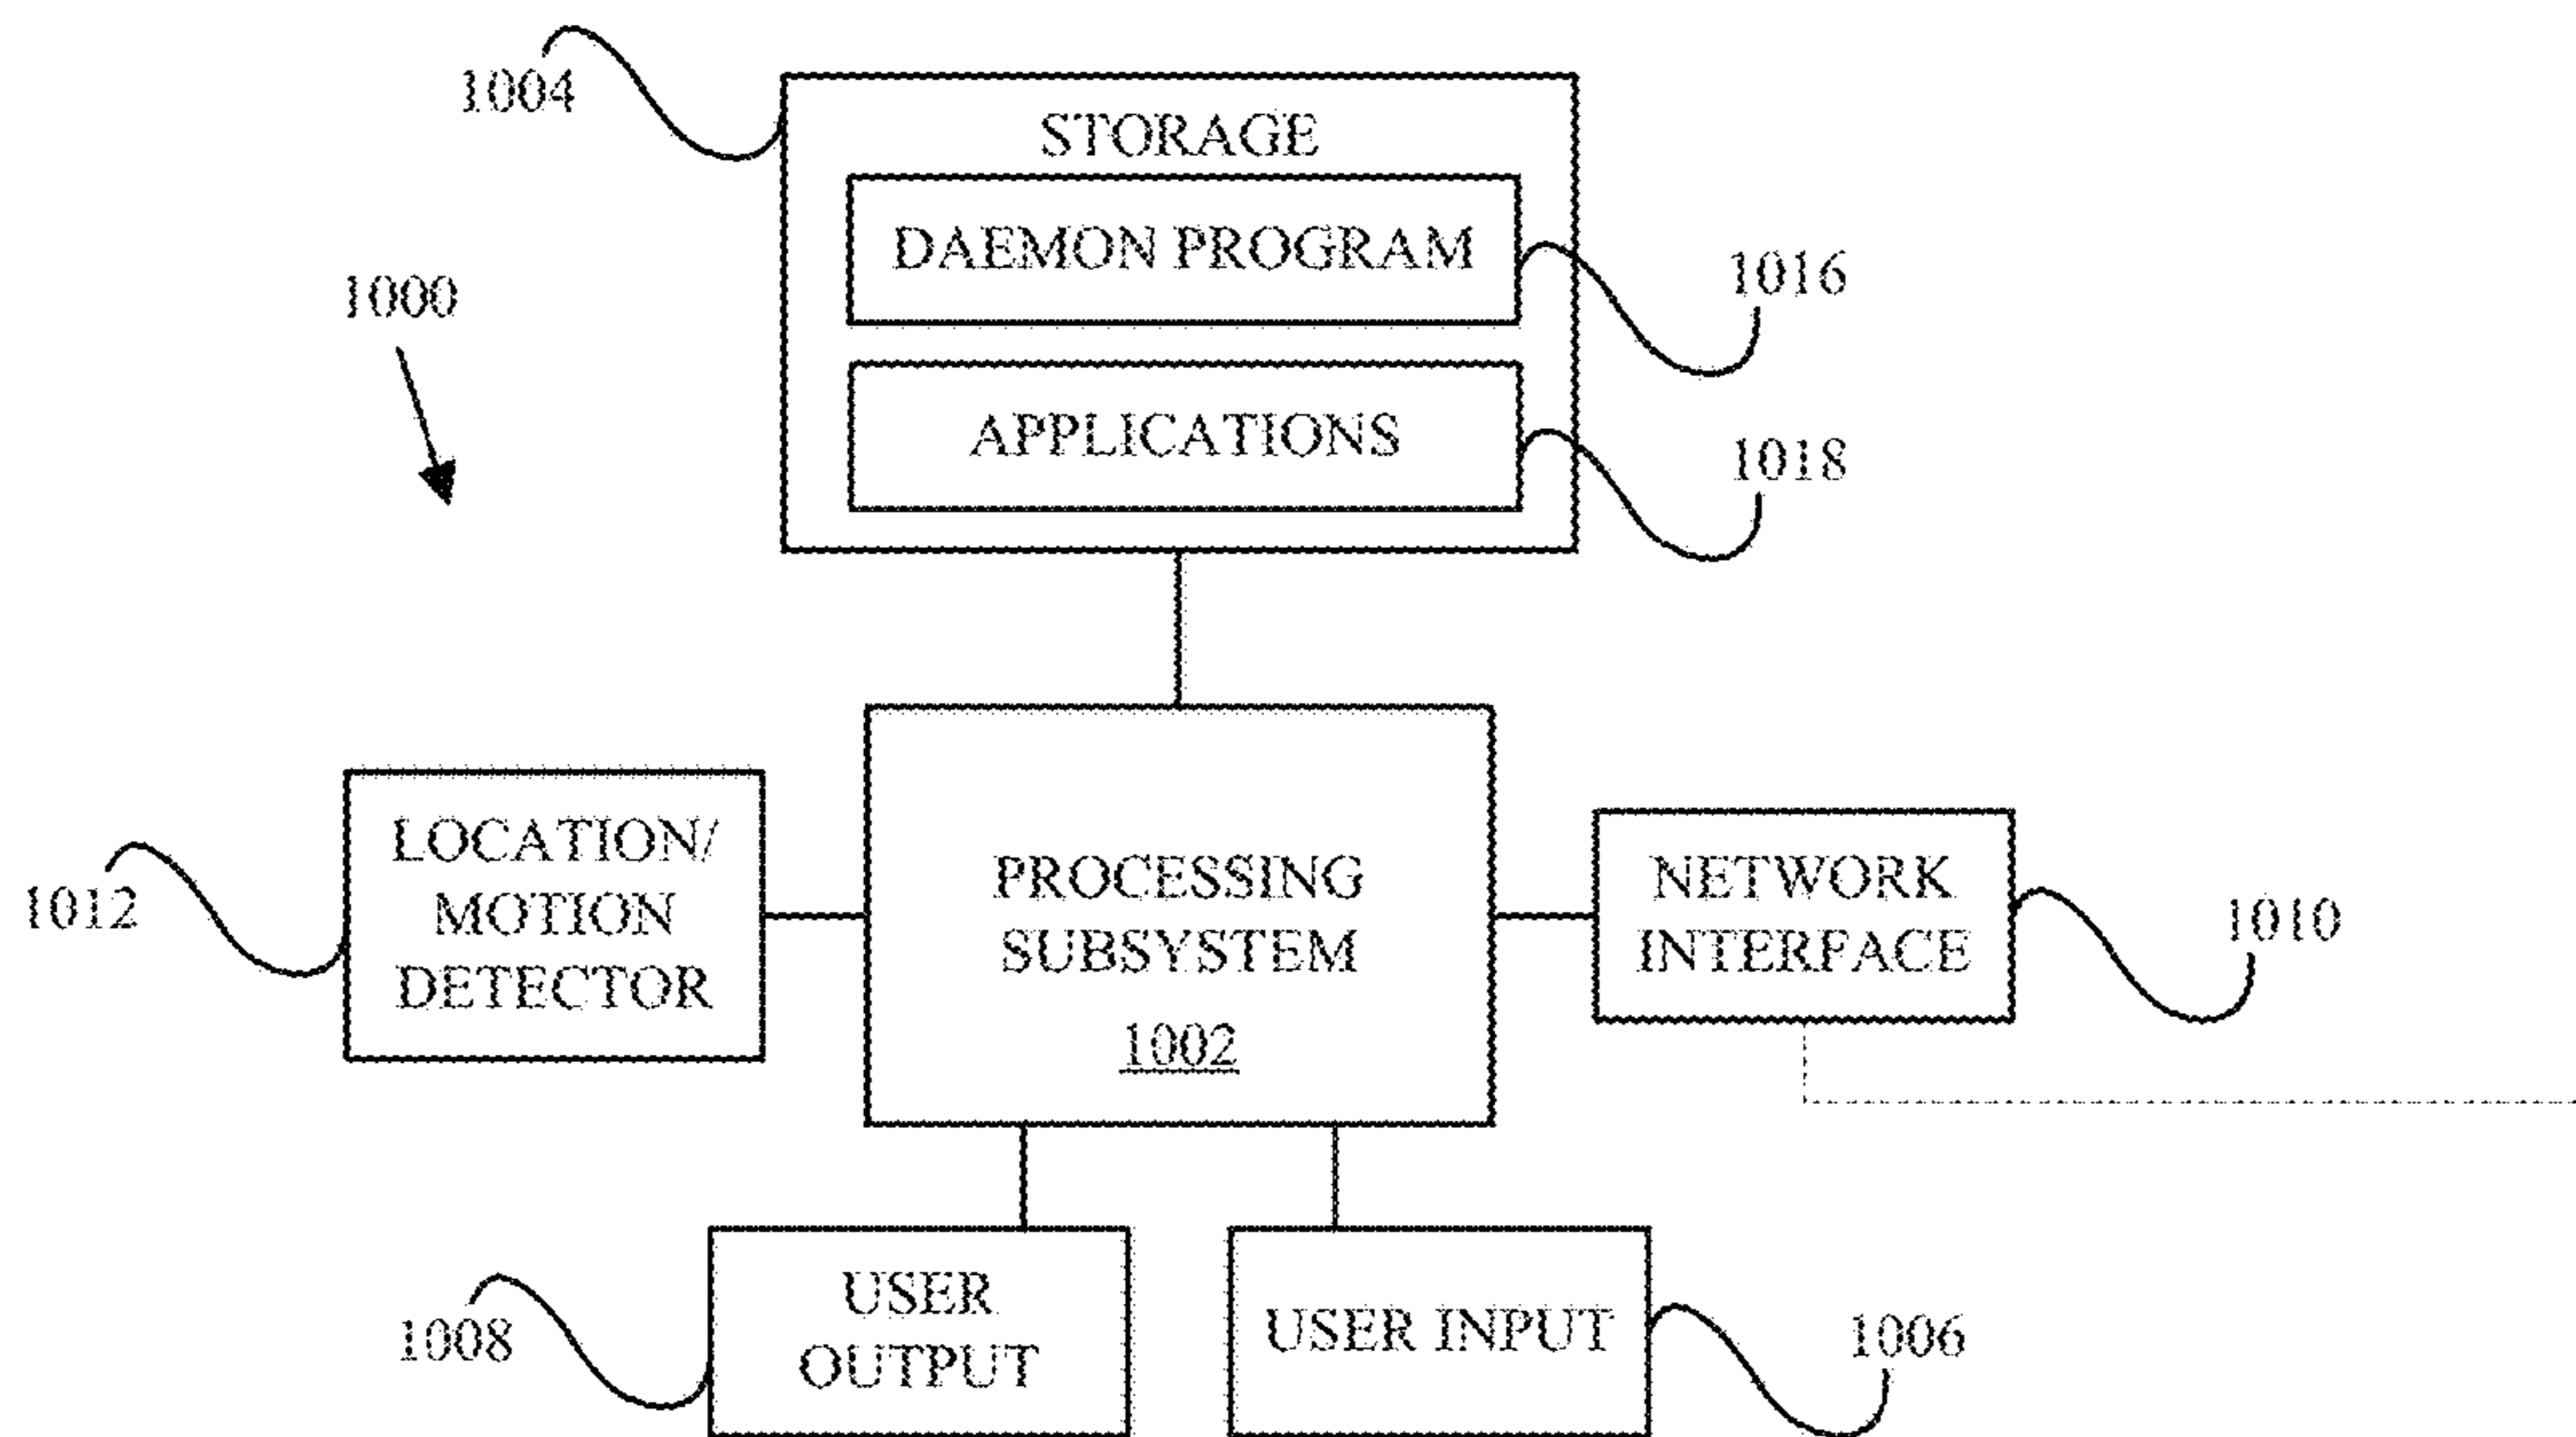 1004
STORAGE
DAEMON PROGRAM
1016
1000
APPLICATIONS
1018
LOCATION/
MOTION
DETECTOR
1012
PROCESSING
SUBSYSTEM
1002
NETWORK
INTERFACE
1010
USER
OUTPUT
1008
USER INPUT
1006